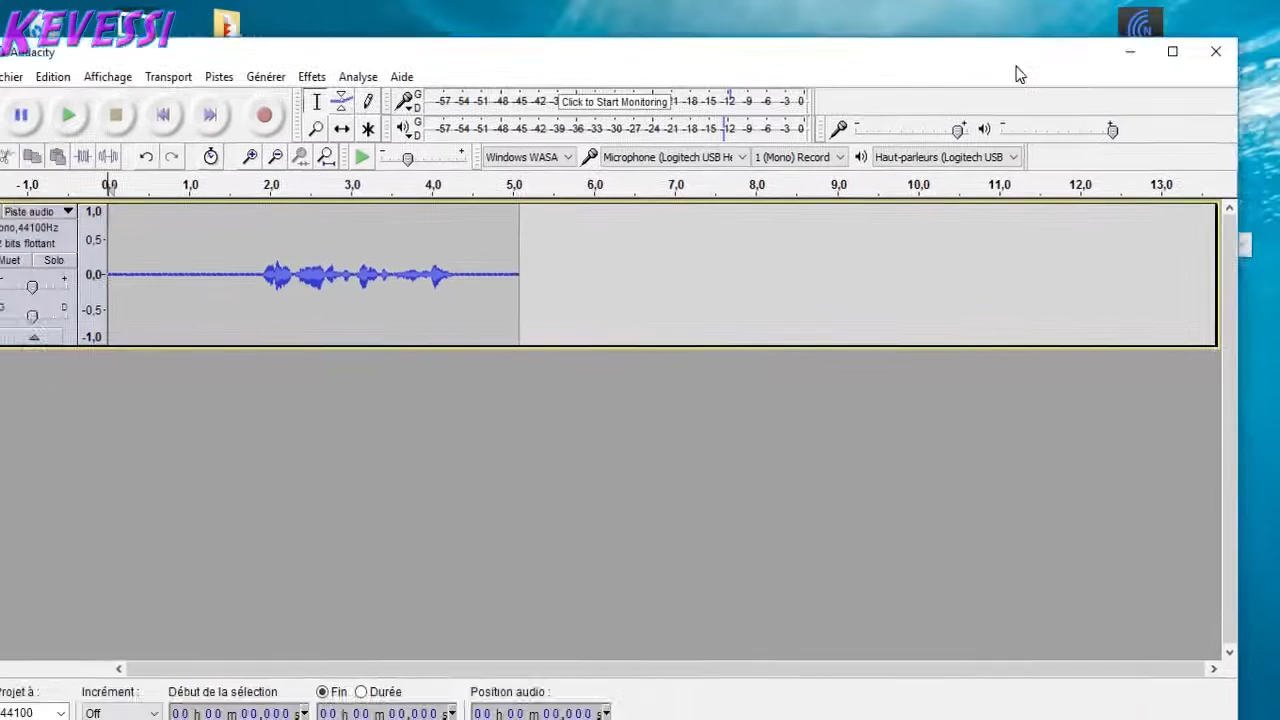 KEVESSI
Audacity
chier Edition Affichage Transport Pistes Générer Effets Analyse Aide
G
D
-57 -54 -51 -48 -45 -42 -3 Click to Start Monitoring -18 -15 -12 -9 -6 -3 0
G
D
-57 -54 -51 -48 -45 -42 -39 -36 -33 -30 -27 -24 -21 -18 -15 -12 -9 -6 -3 0
Windows WASA Microphone (Logitech USB He 1 (Mono) Record Haut-parleurs (Logitech USB
- 1,0 0,0 1,0 2,0 3,0 4,0 5,0 6,0 7,0 8,0 9,0 10,0 11,0 12,0 13,0
Piste audio
ono,44100Hz
2 bits flottant
Muet Solo
- +
G D
1,0
0,5-
0,0-
-0,5-
-1,0
Projet à : Incrément : Début de la sélection Fin Durée Position audio :
44100 Off 00 h 00 m 00,000 s 00 h 00 m 00,000 s 00 h 00 m 00,000 s